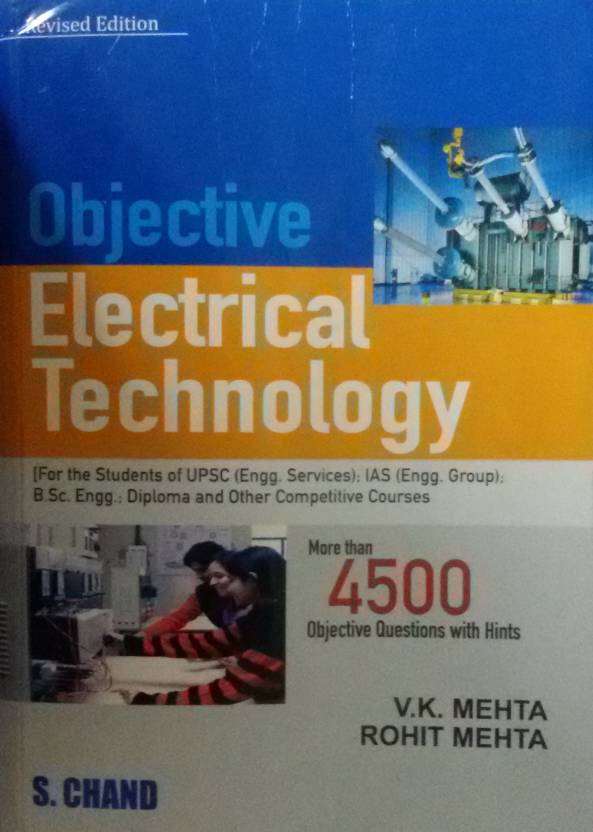 Revised Edition
Objective
Electrical
Technology
[For the Students of UPSC (Engg. Services); IAS (Engg. Group);
B.Sc. Engg.; Diploma and Other Competitive Courses
More than
4500
Objective Questions with Hints
V.K. MEHTA
ROHIT MEHTA
S. CHAND